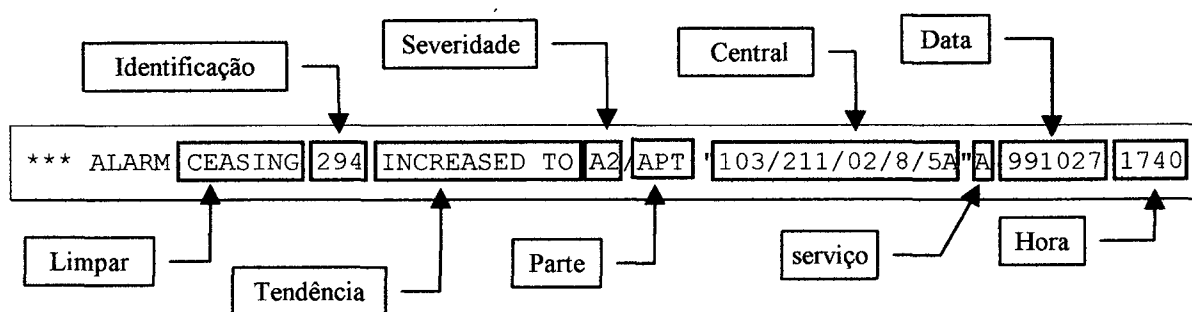 Identificação
Severidade
Central
Data
*** ALARM CEASING 294 INCREASED TO A2/APT "103/211/02/8/5A"A 991027 1740
Limpar
Tendência
Parte
serviço
Hora